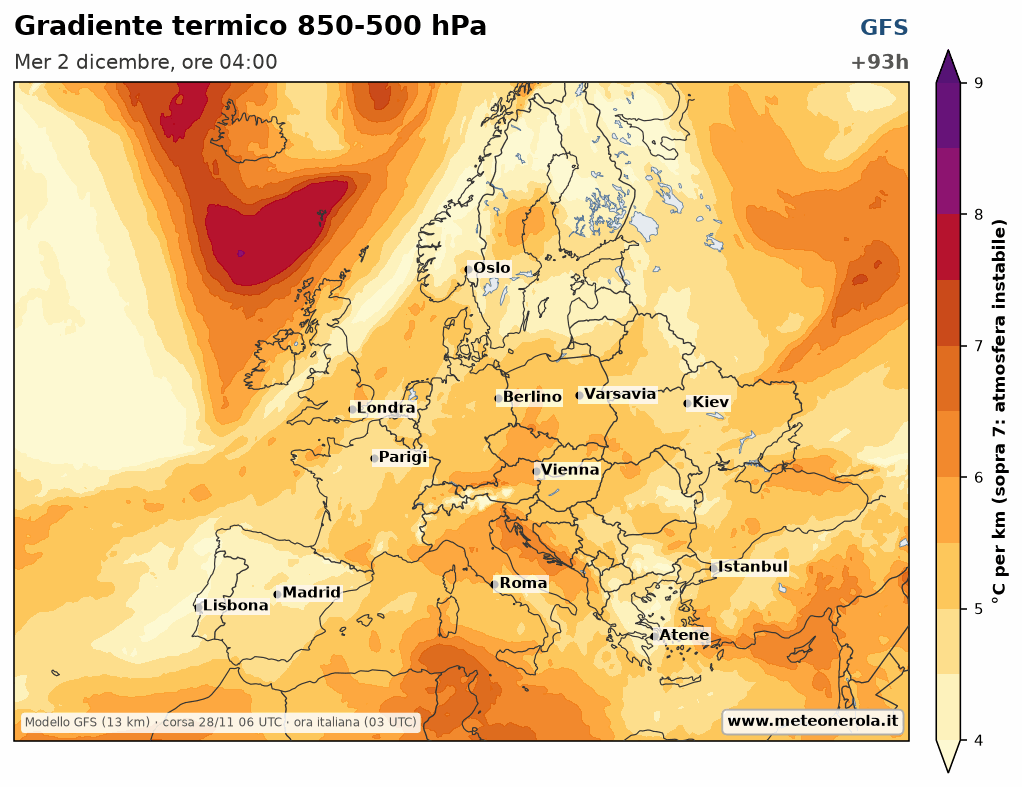 Gradiente termico 850-500 hPa
GFS
Mer 2 dicembre, ore 04:00
+93h
Oslo
Londra
Berlino
Varsavia
Kiev
Parigi
Vienna
Istanbul
Roma
Madrid
Lisbona
Atene
Modello GFS (13 km) · corsa 28/11 06 UTC · ora italiana (03 UTC)
www.meteonerola.it
9
8
7
6
5
4
°C per km (sopra 7: atmosfera instabile)